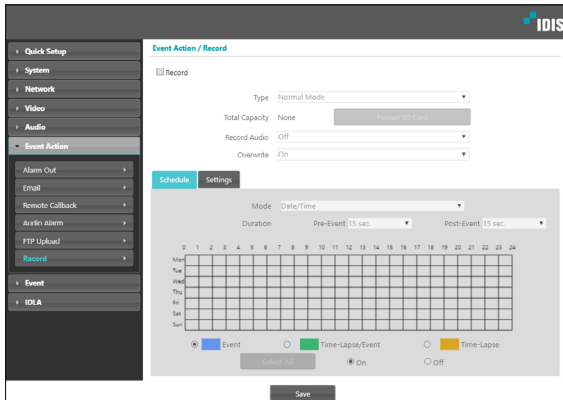 IDIS
Quick Setup
System
Network
Video
Audio
Event Action
Alarm Out
Email
Remote Callback
Audio Alarm
FTP Upload
Record
Event
IDLA
Event Action / Record
Record
Type Normal Mode
Total Capacity None Format SD Card
Record Audio Off
Overwrite On
Schedule Settings
Mode Date/Time
Duration Pre-Event 15 sec. Post-Event 15 sec.
0 1 2 3 4 5 6 7 8 9 10 11 12 13 14 15 16 17 18 19 20 21 22 23 24
Mon
Tue
Wed
Thu
Fri
Sat
Sun
Event Time-Lapse/Event Time-Lapse
Select All On Off
Save